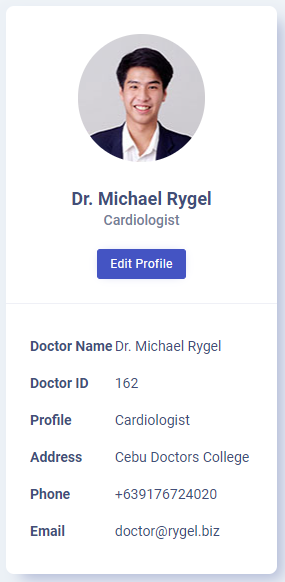 Dr. Michael Rygel
Cardiologist
Edit Profile
Doctor Name Dr. Michael Rygel
Doctor ID 162
Profile Cardiologist
Address Cebu Doctors College
Phone +639176724020
Email doctor@rygel.biz